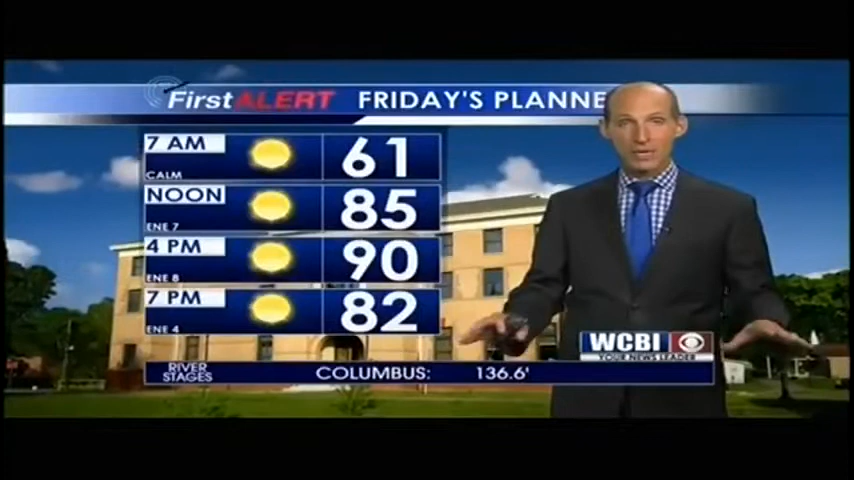 FirstALERT FRIDAY'S PLANNE
7 AM 61
CALM
NOON 85
ENE 7
4 PM 90
ENE 8
7 PM 82
ENE 4
WCBI
YOUR NEWS LEADER
RIVER STAGES COLUMBUS: 136.6'